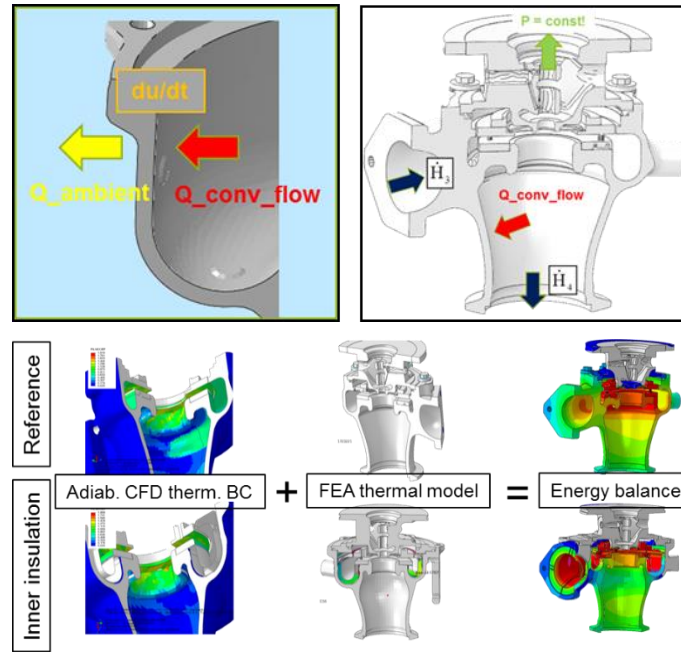 P = const!
du/dt
Q_ambient
Q_conv_flow
Ḣ3
Q_conv_flow
Ḣ4
Reference
Adiab. CFD therm. BC + FEA thermal model = Energy balance
Inner insulation